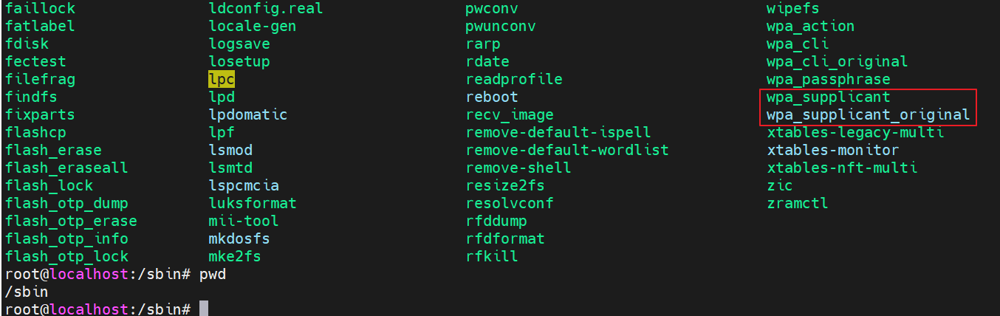 faillock ldconfig.real pwconv wipefs
fatlabel locale-gen pwunconv wpa_action
fdisk logsave rarp wpa_cli
fectest losetup rdate wpa_cli_original
filefrag lpc readprofile wpa_passphrase
findfs lpd reboot wpa_supplicant
fixparts lpdomatic recv_image wpa_supplicant_original
flashcp lpf remove-default-ispell xtables-legacy-multi
flash_erase lsmod remove-default-wordlist xtables-monitor
flash_eraseall lsmtd remove-shell xtables-nft-multi
flash_lock lspcmcia resize2fs zic
flash_otp_dump luksformat resolvconf zramctl
flash_otp_erase mii-tool rfddump
flash_otp_info mkdosfs rfdformat
flash_otp_lock mke2fs rfkill
root@localhost:/sbin# pwd
/sbin
root@localhost:/sbin#